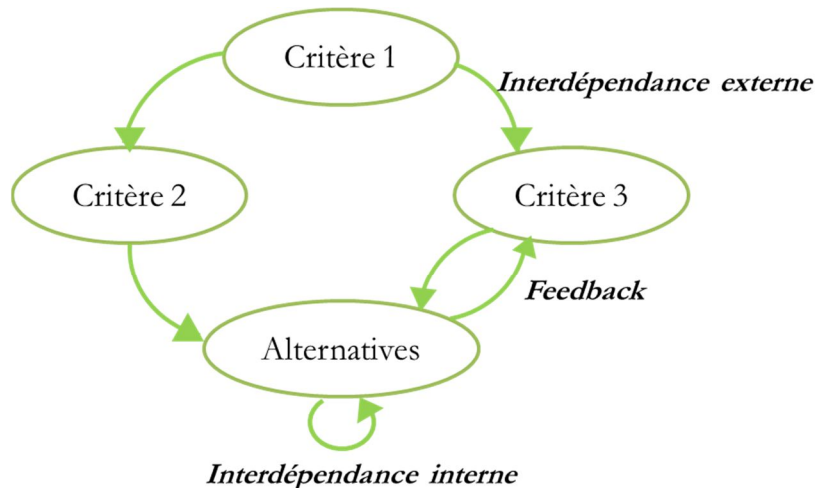 Critère 1
Interdépendance externe
Critère 2
Critère 3
Feedback
Alternatives
Interdépendance interne